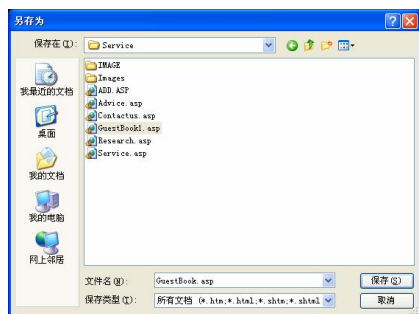 另存为
保存在(I): Service
我最近的文档
桌面
我的文档
我的电脑
网上邻居
IMAGE
Images
ADD.ASP
Advice.asp
Contactus.asp
GuestBook1.asp
Research.asp
Service.asp
文件名(N): GuestBook.asp 保存(S)
保存类型(T): 所有文档 (*.htm;*.html;*.shtm;*.shtml 取消